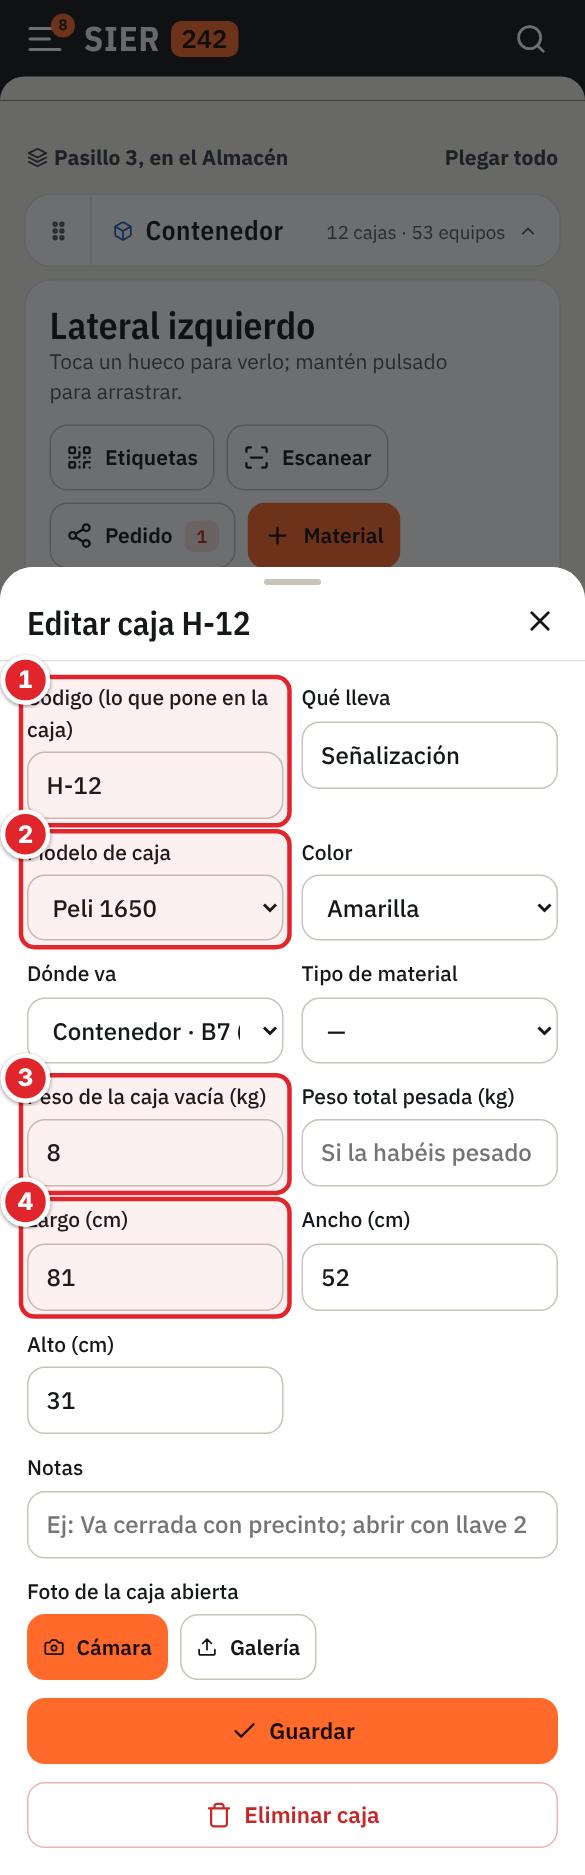 8
SIER 242
Pasillo 3, en el Almacén
Plegar todo
Contenedor
12 cajas · 53 equipos
Lateral izquierdo
Toca un hueco para verlo; mantén pulsado
para arrastrar.
Etiquetas
Escanear
Pedido 1
Material
Editar caja H-12
1
(lo que pone en la
caja)
H-12
Qué lleva
Señalización
2
de caja
Peli 1650
Color
Amarilla
Dónde va
Contenedor · B7 (
Tipo de material
—
3
de la caja vacía (kg)
8
Peso total pesada (kg)
Si la habéis pesado
4
(cm)
81
Ancho (cm)
52
Alto (cm)
31
Notas
Ej: Va cerrada con precinto; abrir con llave 2
Foto de la caja abierta
Cámara
Galería
Guardar
Eliminar caja